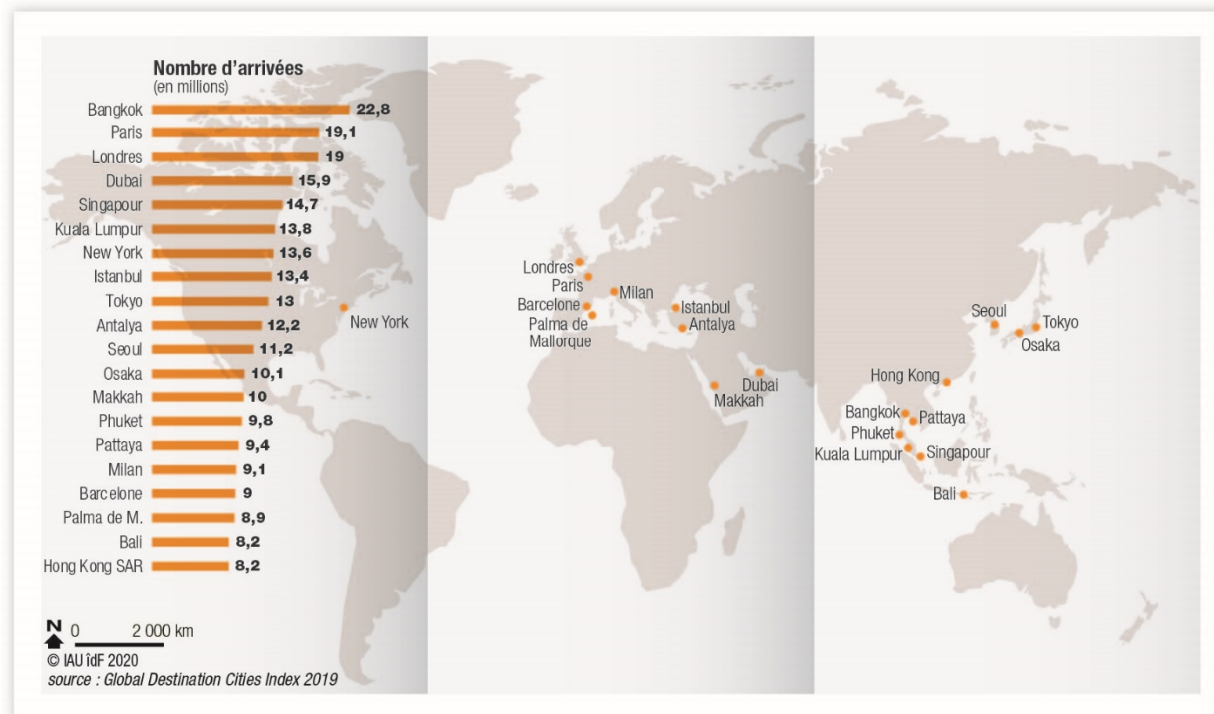 Nombre d'arrivées
(en millions)
Bangkok 22,8
Paris 19,1
Londres 19
Dubai 15,9
Singapour 14,7
Kuala Lumpur 13,8
New York 13,6
Istanbul 13,4
Tokyo 13
Antalya 12,2
Seoul 11,2
Osaka 10,1
Makkah 10
Phuket 9,8
Pattaya 9,4
Milan 9,1
Barcelone 9
Palma de M. 8,9
Bali 8,2
Hong Kong SAR 8,2
N 0 2 000 km
© IAU îdF 2020
source : Global Destination Cities Index 2019
New York
Londres
Paris
Milan
Barcelone
Palma de
Mallorque
Istanbul
Antalya
Dubai
Makkah
Seoul
Tokyo
Osaka
Hong Kong
Bangkok
Pattaya
Phuket
Kuala Lumpur
Singapour
Bali